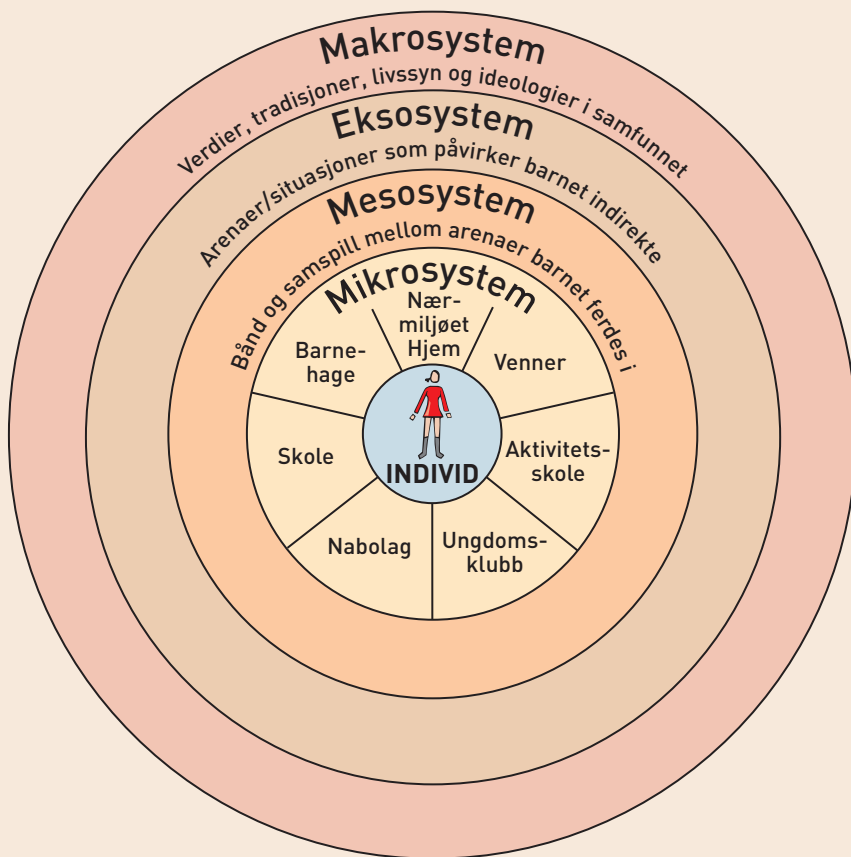 Makrosystem
Verdier, tradisjoner, livssyn og ideologier i samfunnet
Eksosystem
Arenaer/situasjoner som påvirker barnet indirekte
Mesosystem
Bånd og samspill mellom arenaer barnet ferdes i
Mikrosystem
Nær-
miljøet
Hjem
Barne-
hage
Venner
Skole
Aktivitets-
skole
INDIVID
Nabolag
Ungdoms-
klubb